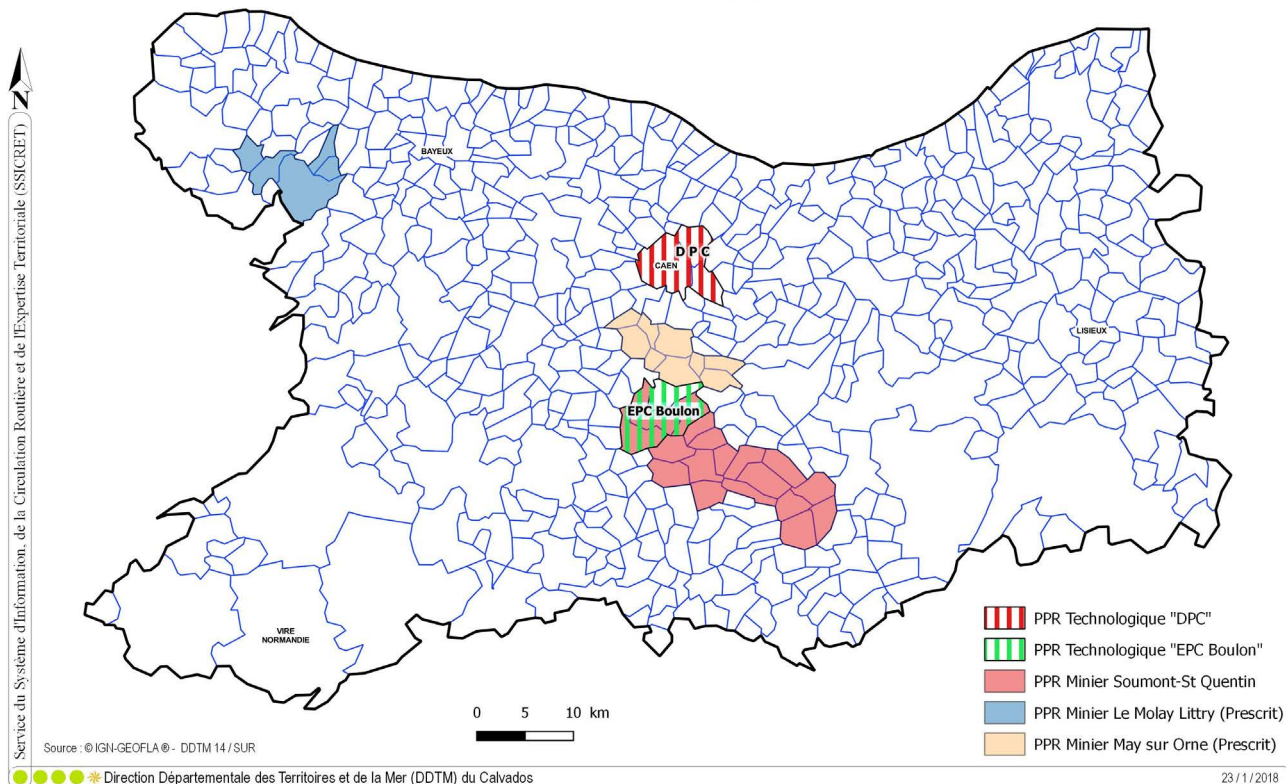 N
Service du Système d'Information, de la Circulation Routière et de l'Expertise Territoriale (SSICRET)
BAYEUX
D P C
CAEN
LISIEUX
EPC Boulon
VIRE
NORMANDIE
PPR Technologique "DPC"
PPR Technologique "EPC Boulon"
PPR Minier Soumont-St Quentin
PPR Minier Le Molay Littry (Prescrit)
PPR Minier May sur Orne (Prescrit)
0 5 10 km
Source : © IGN-GEOFLA ® - DDTM 14 / SUR
Direction Départementale des Territoires et de la Mer (DDTM) du Calvados
23 / 1 / 2018